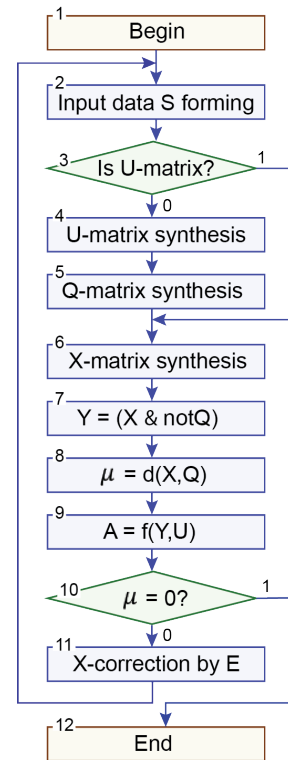 1
Begin
2
Input data S forming
3
Is U-matrix?
1
0
4
U-matrix synthesis
5
Q-matrix synthesis
6
X-matrix synthesis
7
Y = (X & notQ)
8
μ = d(X,Q)
9
A = f(Y,U)
10
μ = 0?
1
0
11
X-correction by E
12
End